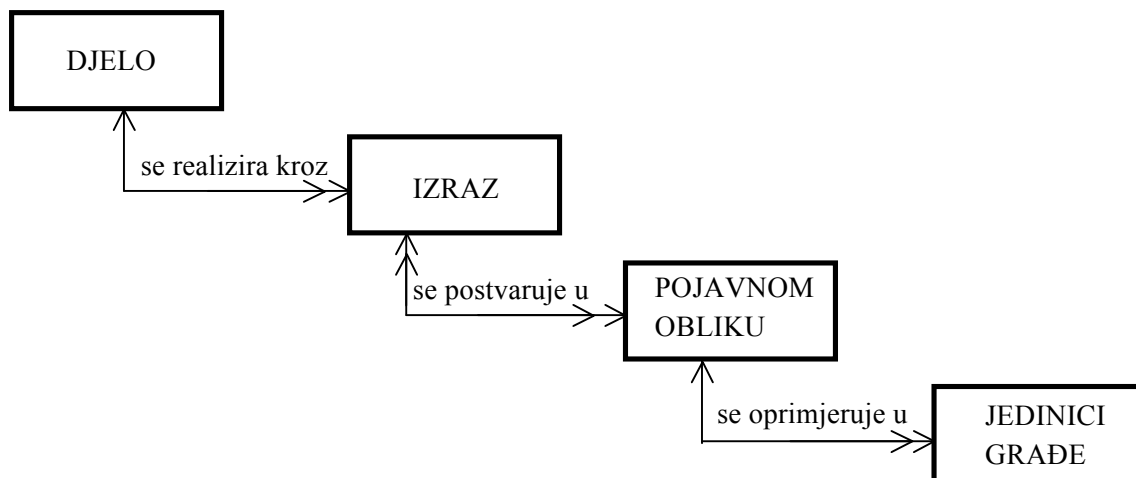 DJELO
se realizira kroz
IZRAZ
se postvaruje u
POJAVNOM
OBLIKU
se oprimjeruje u
JEDINICI
GRAĐE